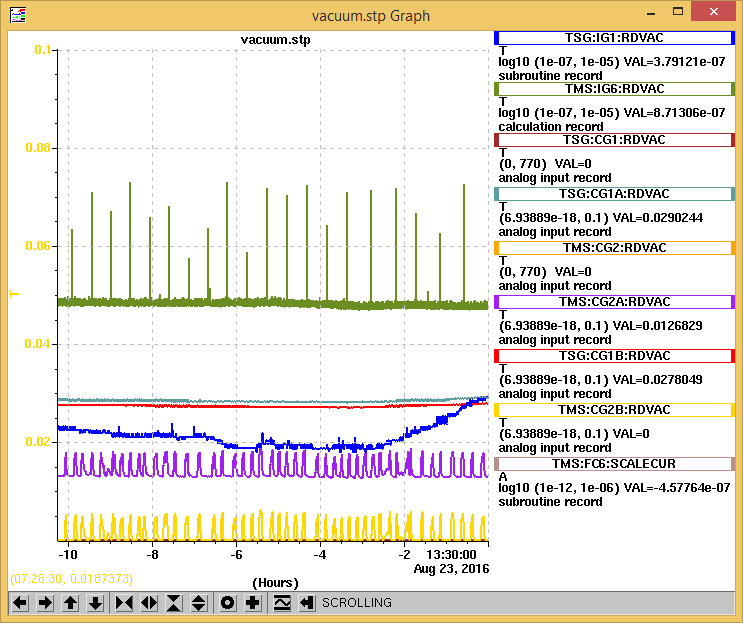 vacuum.stp Graph
vacuum.stp
0.1
0.08
0.06
T
0.04
0.02
-10
-8
-6
-4
-2
13:30:00
Aug 23, 2016
(07:28:30, 0.0187373)
(Hours)
TSG:IG1:RDVAC
T
log10 (1e-07, 1e-05) VAL=3.79121e-07
subroutine record
TMS:IG6:RDVAC
T
log10 (1e-07, 1e-05) VAL=8.71306e-07
calculation record
TSG:CG1:RDVAC
T
(0, 770) VAL=0
analog input record
TSG:CG1A:RDVAC
T
(6.93889e-18, 0.1) VAL=0.0290244
analog input record
TMS:CG2:RDVAC
T
(0, 770) VAL=0
analog input record
TMS:CG2A:RDVAC
T
(6.93889e-18, 0.1) VAL=0.0126829
analog input record
TSG:CG1B:RDVAC
T
(6.93889e-18, 0.1) VAL=0.0278049
analog input record
TMS:CG2B:RDVAC
T
(6.93889e-18, 0.1) VAL=0
analog input record
TMS:FC6:SCALECUR
A
log10 (1e-12, 1e-06) VAL=-4.57764e-07
subroutine record
SCROLLING